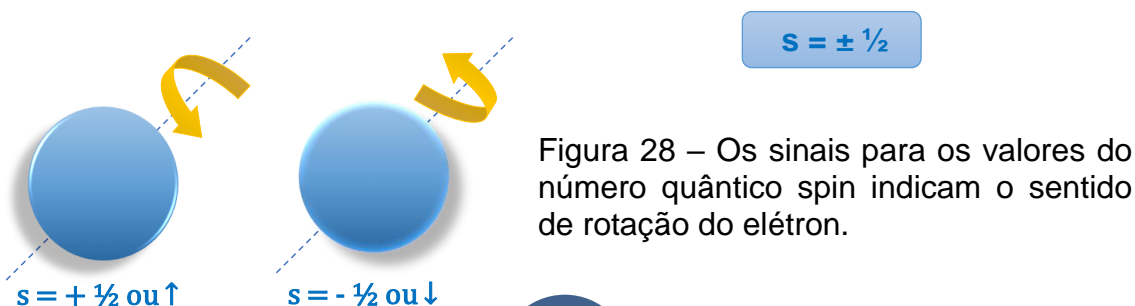 s = ± ½
Figura 28 – Os sinais para os valores do
número quântico spin indicam o sentido
de rotação do elétron.
s = + ½ ou↑
s = - ½ ou↓